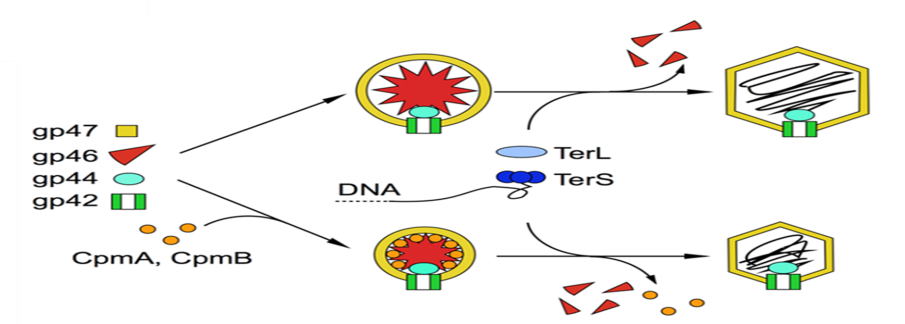 gp47
gp46
gp44
gp42
CpmA, CpmB
DNA
TerL
TerS